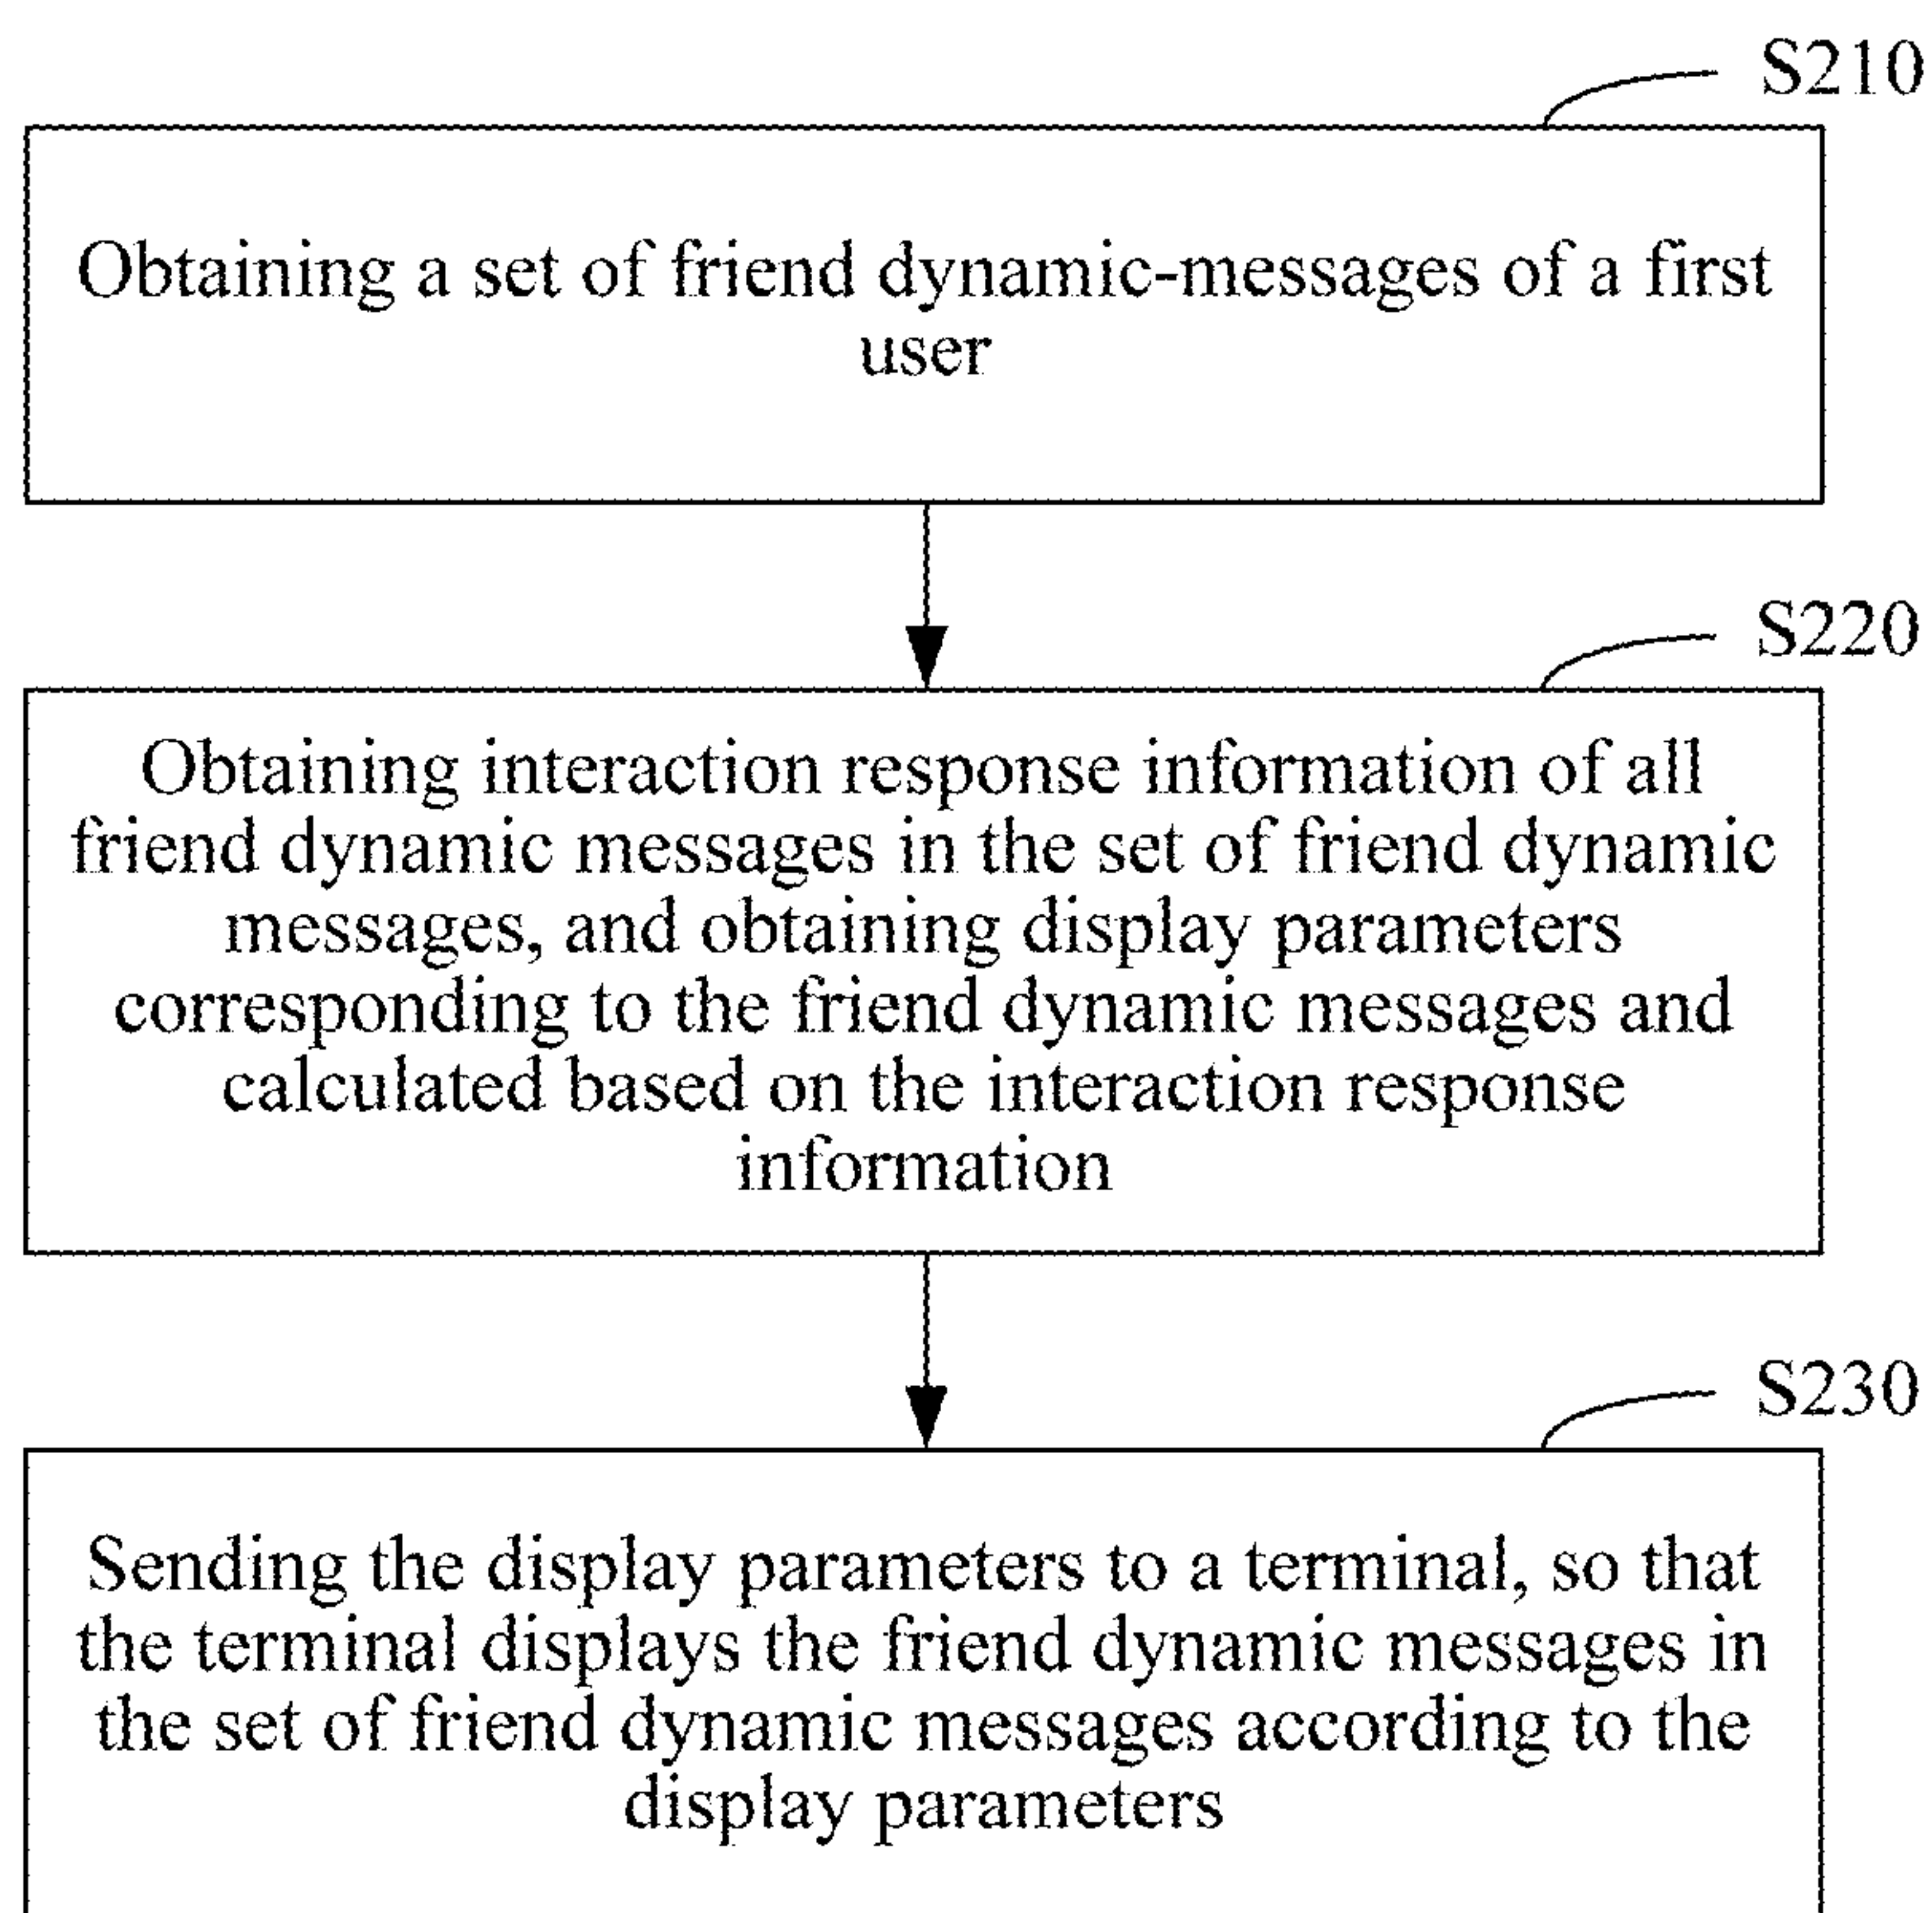 S210
Obtaining a set of friend dynamic-messages of a first
user
S220
Obtaining interaction response information of all
friend dynamic messages in the set of friend dynamic
messages, and obtaining display parameters
corresponding to the friend dynamic messages and
calculated based on the interaction response
information
S230
Sending the display parameters to a terminal, so that
the terminal displays the friend dynamic messages in
the set of friend dynamic messages according to the
display parameters